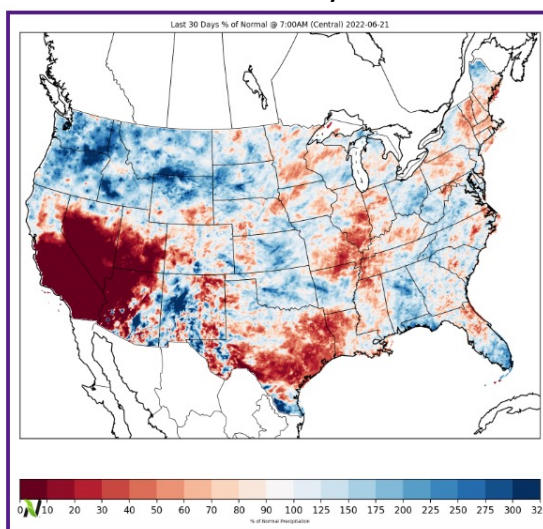 Last 30 Days % of Normal @ 7:00AM (Central) 2022-06-21
0 10 20 30 40 50 60 70 80 90 100 125 150 175 200 225 250 275 300 32
% of Normal Precipitation